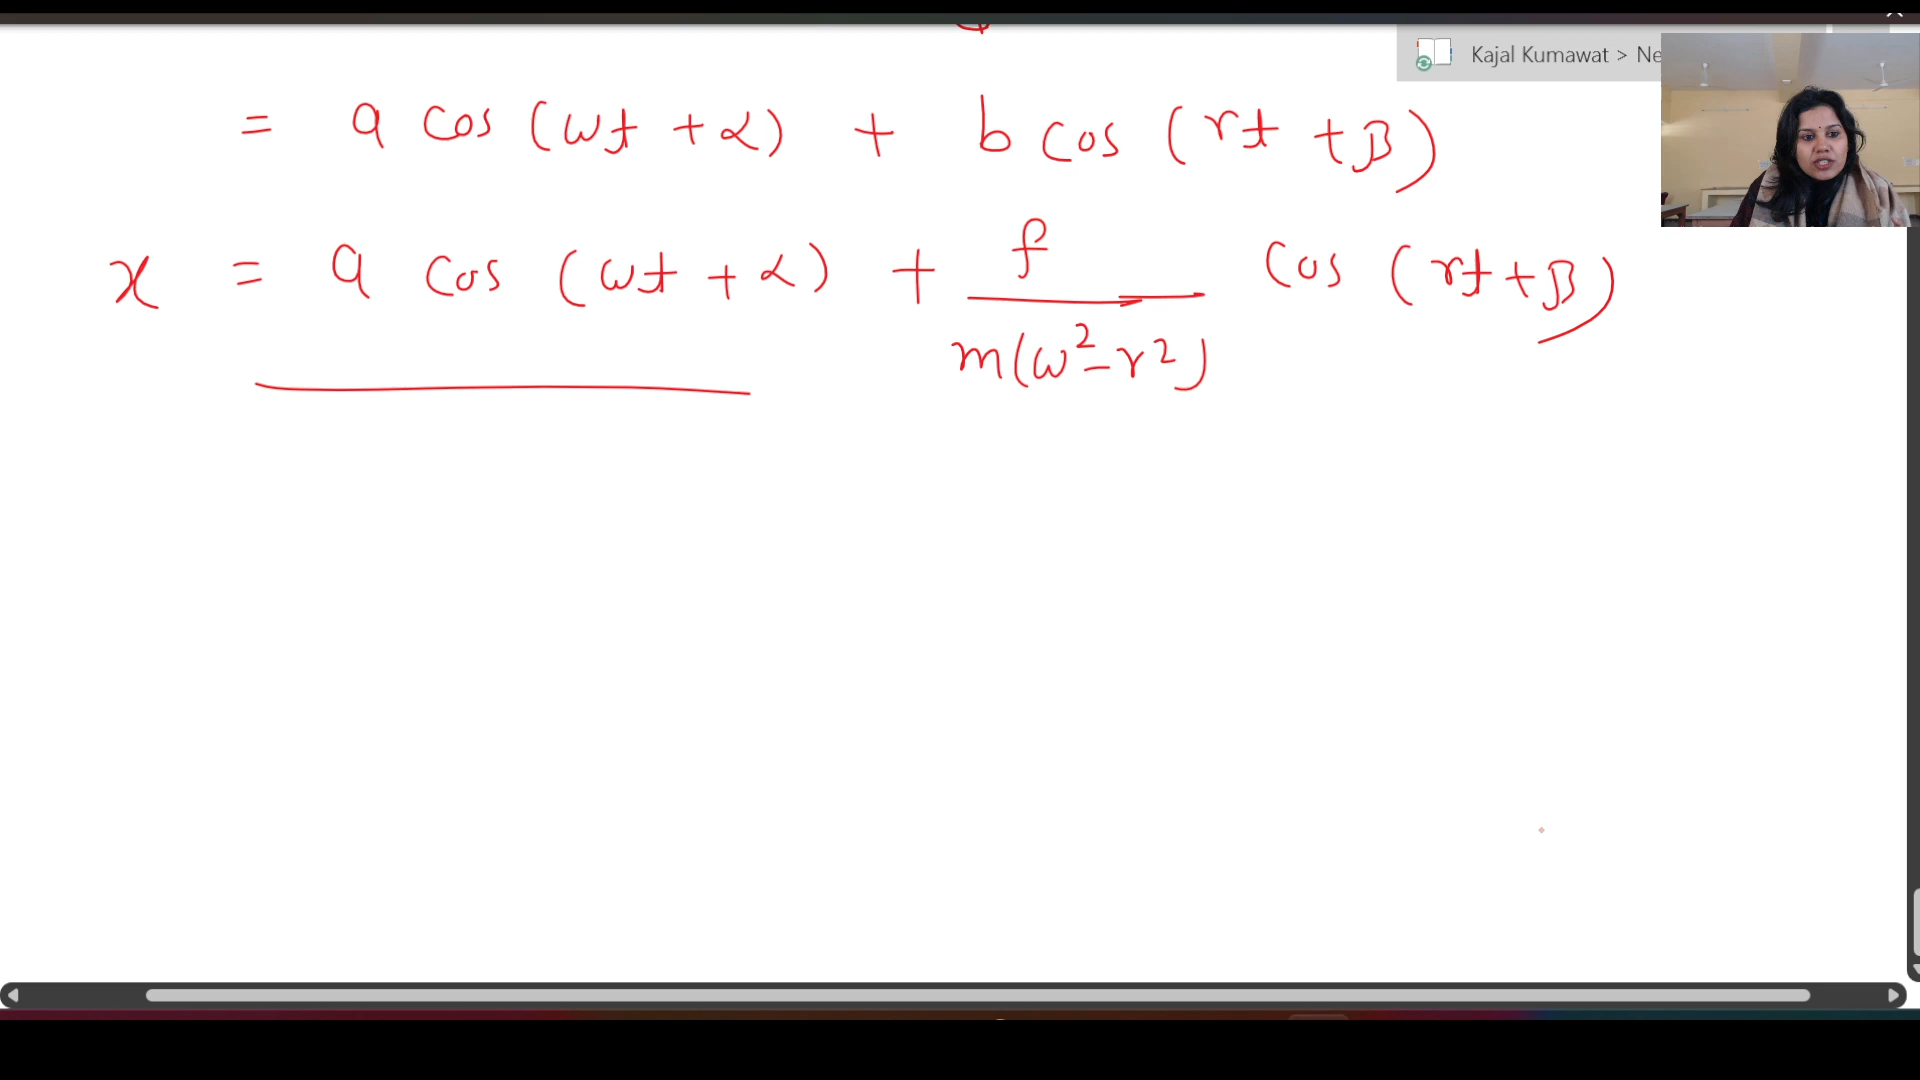 Kajal Kumawat > Ne
= a cos (ωt + α) + b cos (rt + β)
x = a cos (ωt + α) + f / m(ω² - r²) cos (rt + β)